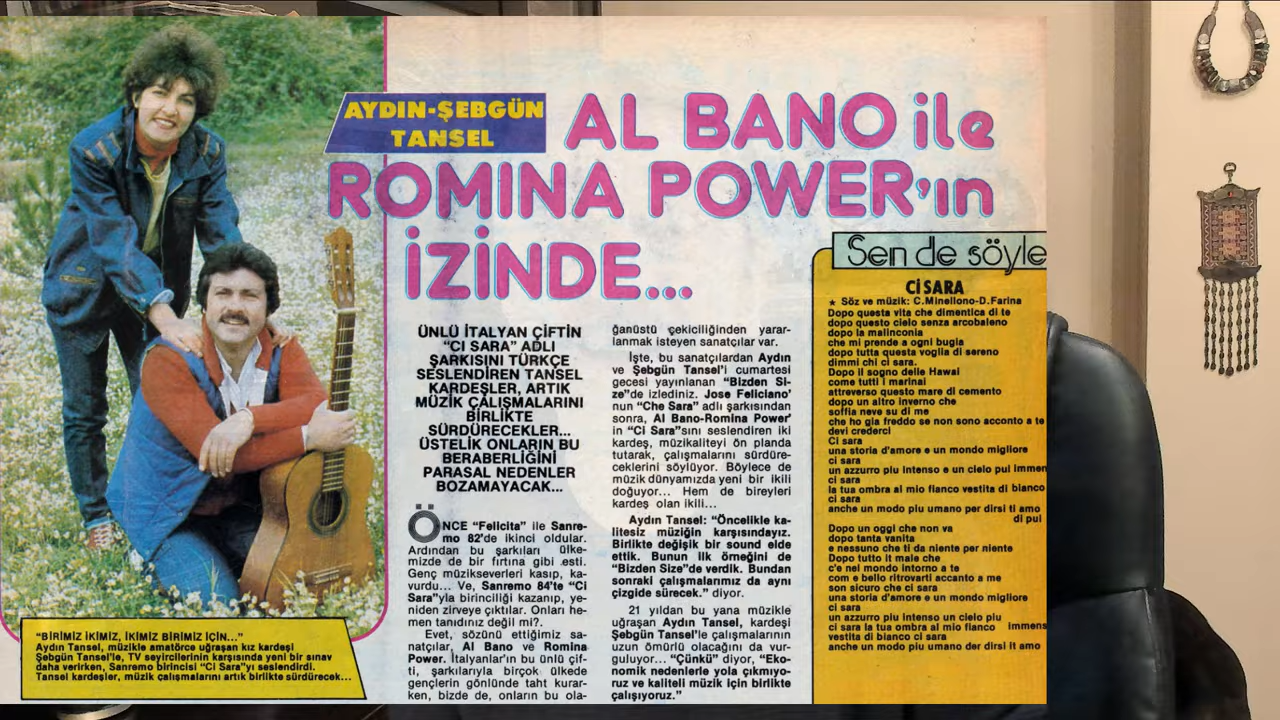 AYDIN-ŞEBGÜN
TANSEL
AL BANO ile
ROMINA POWER'ın
İZİNDE...
ÜNLÜ İTALYAN ÇİFTİN
“CI SARA” ADLI
ŞARKISINI TÜRKÇE
SESLENDİREN TANSEL
KARDEŞLER, ARTIK
MÜZİK ÇALIŞMALARINI
BİRLİKTE
SÜRDÜRECEKLER...
ÜSTELİK ONLARIN BU
BERABERLİĞİNİ
PARASAL NEDENLER
BOZAMAYACAK...
ÖNCE “Felicita” ile Sanre-
mo 82'de ikinci oldular.
Ardından bu şarkıları ülke-
mizde de bir fırtına gibi esti.
Genç müzikseverleri kasıp, ka-
vurdu... Ve, Sanremo 84'te “Ci
Sara”yla birinciliği kazanıp, ye-
niden zirveye çıktılar. Onları he-
men tanıdınız değil mi?.
Evet, sözünü ettiğimiz sa-
natçılar, Al Bano ve Romina
Power. İtalyanlar'ın bu ünlü çif-
ti, şarkılarıyla birçok ülkede
gençlerin gönlünde taht kurar-
ken, bizde de, onların bu ola-
ğanüstü çekiciliğinden yarar-
lanmak isteyen sanatçılar var.
İşte, bu sanatçılardan Aydın
ve Şebgün Tansel'i cumartesi
gecesi yayınlanan “Bizden Si-
ze”de izlediniz. Jose Feliciano'
nun “Che Sara” adlı şarkısından
sonra, Al Bano-Romina Power'
in “Ci Sara”sını seslendiren iki
kardeş, müzikaliteyi ön planda
tutarak, çalışmalarını sürdüre-
ceklerini söylüyor. Böylece de
müzik dünyamızda yeni bir ikili
doğuyor... Hem de bireyleri
kardeş olan ikili...
Aydın Tansel: “Öncelikle ka-
litesiz müziğin karşısındayız.
Birlikte değişik bir sound elde
ettik. Bunun ilk örneğini de
“Bizden Size”de verdik. Bundan
sonraki çalışmalarımız da aynı
çizgide sürecek.” diyor.
21 yıldan bu yana müzikle
uğraşan Aydın Tansel, kardeşi
Şebgün Tansel'le çalışmalarının
uzun ömürlü olacağını da vur-
guluyor... “Çünkü” diyor, “Eko-
nomik nedenlerle yola çıkmıyo-
ruz ve kaliteli müzik için birlikte
çalışıyoruz.”
Sen de söyle
Cİ SARA
★ Söz ve müzik: C.Minellono-D.Farina
Dopo questa vita che dimentica di te
dopo questo cielo senza arcobaleno
dopo la malinconia
che mi prende a ogni bugia
dopo tutta questa voglia di sereno
dimmi chi ci sara.
Dopo il sogno delle Hawai
come tutti i marinai
attreverso questo mare di cemento
dopo un altro inverno che
soffia neve su di me
che ho gia freddo se non sono acconto a te
devi crederci
Ci sara
una storia d'amore e un mondo migliore
ci sara
un azzurro piu intenso e un cielo pui immen
ci sara
la tua ombra al mio fianco vestita di bianco
ci sara
anche un modo piu umano per dirsi ti amo
di pui
Dopo un oggi che non va
dopo tanta vanita
e nessuno che ti da niente per niente
Dopo tutto il male che
c'e nel mondo intorno a te
com e bello ritrovarti accanto a me
son sicuro che ci sara
una storia d'amore e un mondo migliore
ci sara
un azzurro piu intenso un cielo piu
immens
ci sara la tua ombra al mio fianco
vestita di bianco ci sara
anche un modo piu umano per dirsi ti amo
“BİRİMİZ İKİMİZ, İKİMİZ BİRİMİZ İÇİN...”
Aydın Tansel, müzikle amatörce uğraşan kız kardeşi
Şebgün Tansel'le, TV seyircilerinin karşısında yeni bir sınav
daha verirken, Sanremo birincisi “Ci Sara”yı seslendirdi.
Tansel kardeşler, müzik çalışmalarını artık birlikte sürdürecek...